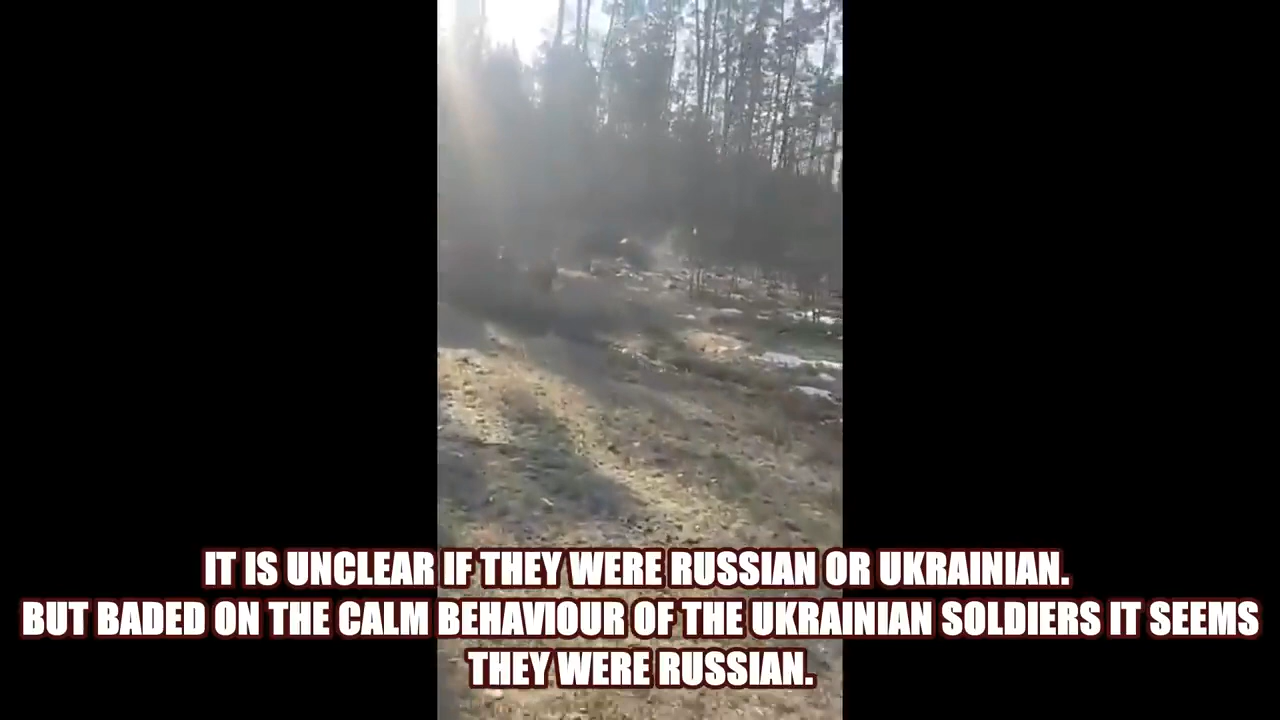 IT IS UNCLEAR IF THEY WERE RUSSIAN OR UKRAINIAN.
BUT BADED ON THE CALM BEHAVIOUR OF THE UKRAINIAN SOLDIERS IT SEEMS
THEY WERE RUSSIAN.